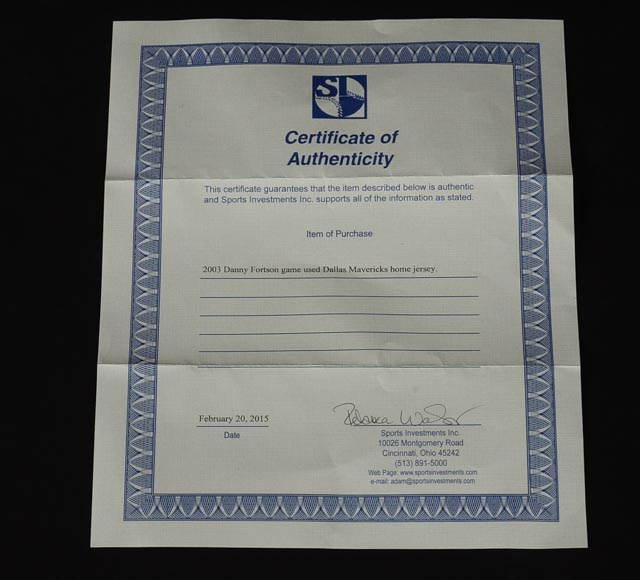 SI
Certificate of
Authenticity
This certificate guarantees that the item described below is authentic
and Sports Investments Inc. supports all of the information as stated.
Item of Purchase
2003 Danny Fortson game used Dallas Mavericks home jersey.
February 20, 2015
Date
Rebecca
Sports Investments Inc.
10026 Montgomery Road
Cincinnati, Ohio 45242
(513) 891-5000
Web Page: www.sportsinvestments.com
e-mail: adam@sportsinvestments.com